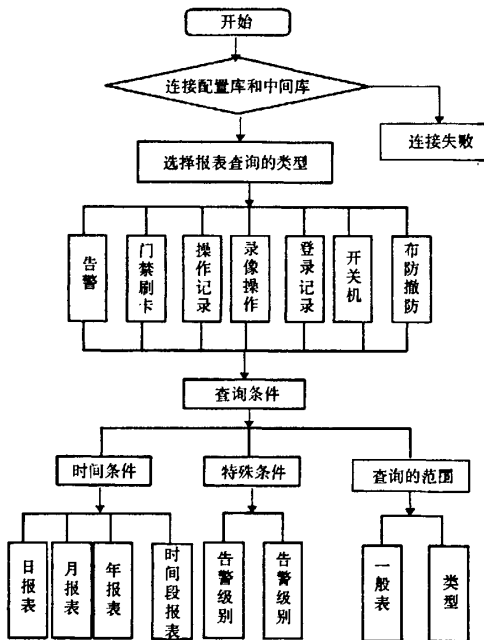 开始
连接配置库和中间库
连接失败
选择报表查询的类型
告警
门禁刷卡
操作记录
录像操作
登录记录
开关机
布防撤防
查询条件
时间条件
特殊条件
查询的范围
日报表
月报表
年报表
时间段报表
告警级别
告警级别
一般表
类型